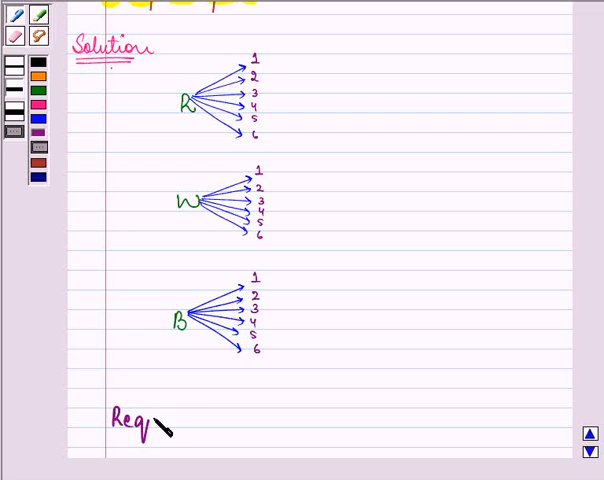 Solution
R 1 2 3 4 5 6
W 1 2 3 4 5 6
B 1 2 3 4 5 6
Req